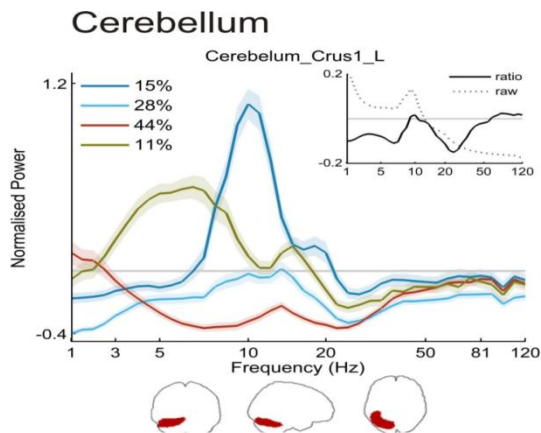 Cerebellum
Cerebelum_Crus1_L
1.2
15%
28%
44%
11%
0.2
ratio
raw
-0.2
1 5 10 50 120
Normalised Power
-0.4
1 3 5 10 20 50 81 120
Frequency (Hz)